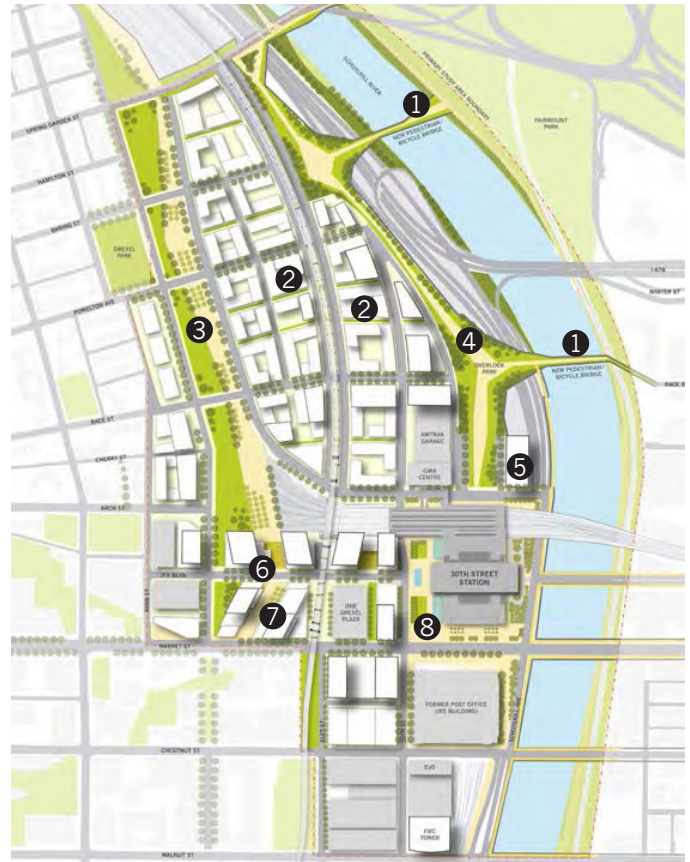 SCHUYLKILL RIVER
PRIMARY STUDY AREA BOUNDARY
1
NEW PEDESTRIAN/
BICYCLE BRIDGE
FAIRMOUNT
PARK
SPRING GARDEN ST
HAMILTON ST
BARING ST
DREXEL
PARK
POWELTON AVE
2
2
I-676
WINTER ST
3
4
OVERLOOK
PARK
1
NEW PEDESTRIAN/
BICYCLE BRIDGE
RACE ST
CHERRY ST
AMTRAK
GARAGE
CIRA
CENTRE
5
ARCH ST
6
JFK BLVD
30TH STREET
STATION
7
ONE
DREXEL
PLAZA
8
MARKET ST
FORMER POST OFFICE
(IRS BUILDING)
CHESTNUT ST
EVO
FMC
TOWER
WALNUT ST